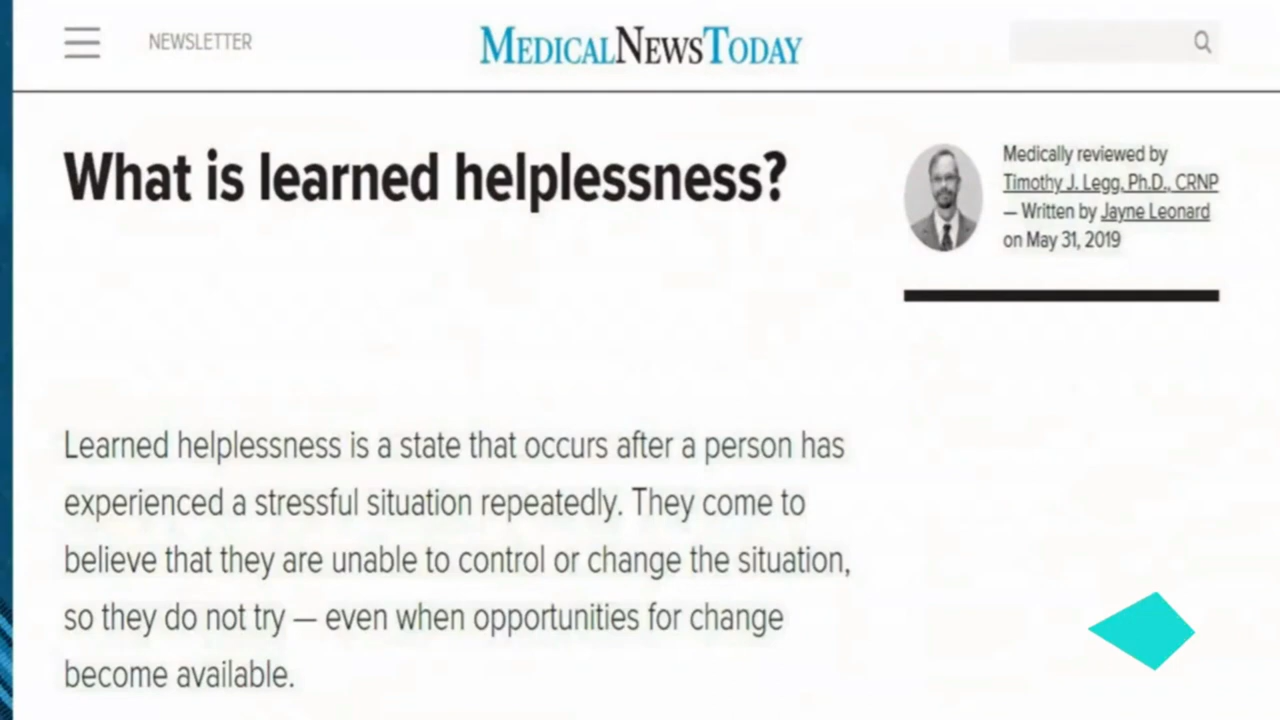 NEWSLETTER
MEDICALNEWSTODAY
What is learned helplessness?
Medically reviewed by
Timothy J. Legg, Ph.D., CRNP
— Written by Jayne Leonard
on May 31, 2019
Learned helplessness is a state that occurs after a person has
experienced a stressful situation repeatedly. They come to
believe that they are unable to control or change the situation,
so they do not try — even when opportunities for change
become available.